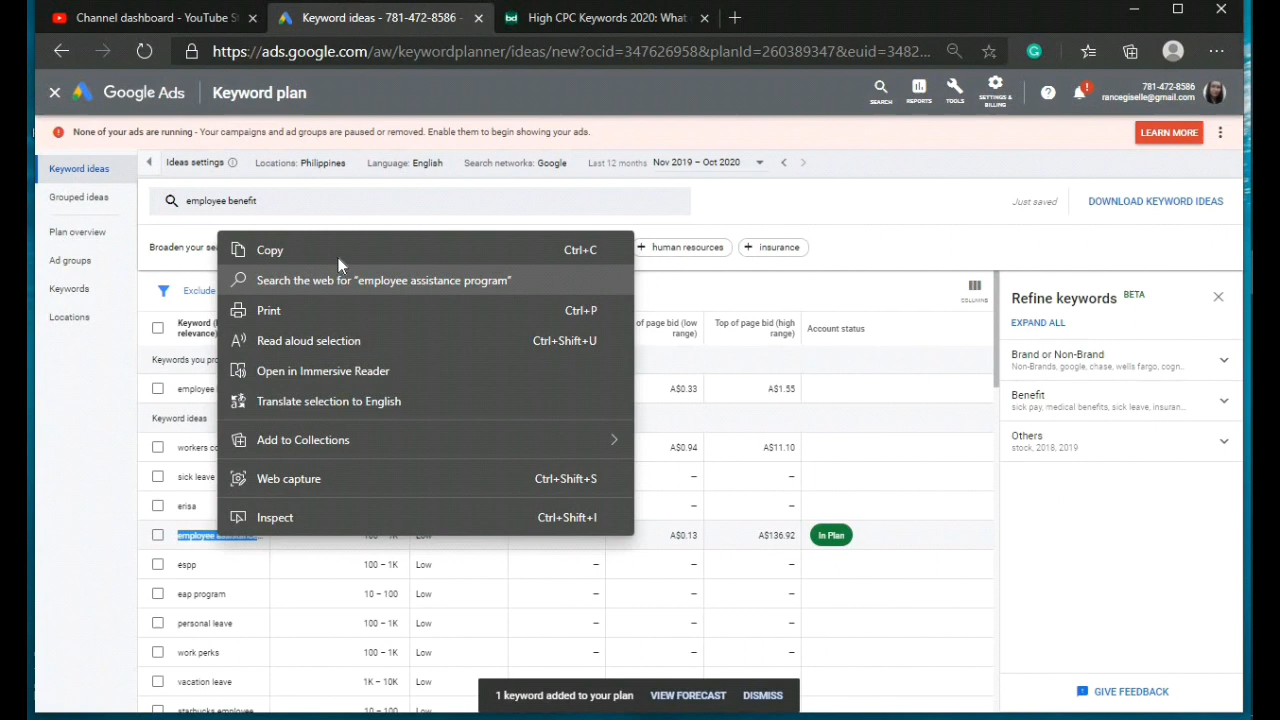 Channel dashboard - YouTube S
Keyword ideas - 781-472-8586 -
High CPC Keywords 2020: What
https://ads.google.com/aw/keywordplanner/ideas/new?ocid=347626958&planId=260389347&euid=3482...
Google Ads
Keyword plan
SEARCH
REPORTS
TOOLS
SETTINGS &
BILLING
781-472-8586
rancegiselle@gmail.com
None of your ads are running - Your campaigns and ad groups are paused or removed. Enable them to begin showing your ads.
LEARN MORE
Keyword ideas
Grouped ideas
Plan overview
Ad groups
Keywords
Locations
Ideas settings
Locations: Philippines
Language: English
Search networks: Google
Last 12 months
Nov 2019 – Oct 2020
employee benefit
Just saved
DOWNLOAD KEYWORD IDEAS
Broaden your
human resources
insurance
Exclude
COLUMNS
Keyword
relevance)
of page bid (low
range)
Top of page bid (high
range)
Account status
Keywords you
employee
A$0.33
A$1.55
Keyword ideas
workers
A$0.94
A$11.10
sick leave
–
–
erisa
–
–
employee
100 – 1K
Low
A$0.13
A$136.92
In Plan
espp
100 – 1K
Low
–
–
–
eap program
10 – 100
Low
–
–
–
personal leave
100 – 1K
Low
–
–
–
work perks
100 – 1K
Low
–
–
–
vacation leave
1K – 10K
Low
starbucks employee
10 – 100
Low
Copy
Ctrl+C
Search the web for "employee assistance program"
Print
Ctrl+P
Read aloud selection
Ctrl+Shift+U
Open in Immersive Reader
Translate selection to English
Add to Collections
Web capture
Ctrl+Shift+S
Inspect
Ctrl+Shift+I
Refine keywords BETA
EXPAND ALL
Brand or Non-Brand
Non-Brands, google, chase, wells fargo, cogn...
Benefit
sick pay, medical benefits, sick leave, insuran...
Others
stock, 2018, 2019
GIVE FEEDBACK
1 keyword added to your plan
VIEW FORECAST
DISMISS